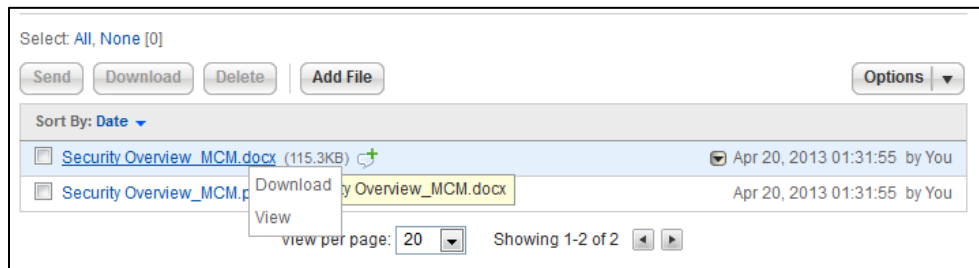 Select: All, None [0]
Send Download Delete Add File Options
Sort By: Date
Security Overview_MCM.docx (115.3KB) Apr 20, 2013 01:31:55 by You
Download
View
ty Overview_MCM.docx
Security Overview_MCM.p Apr 20, 2013 01:31:55 by You
View per page: 20 Showing 1-2 of 2